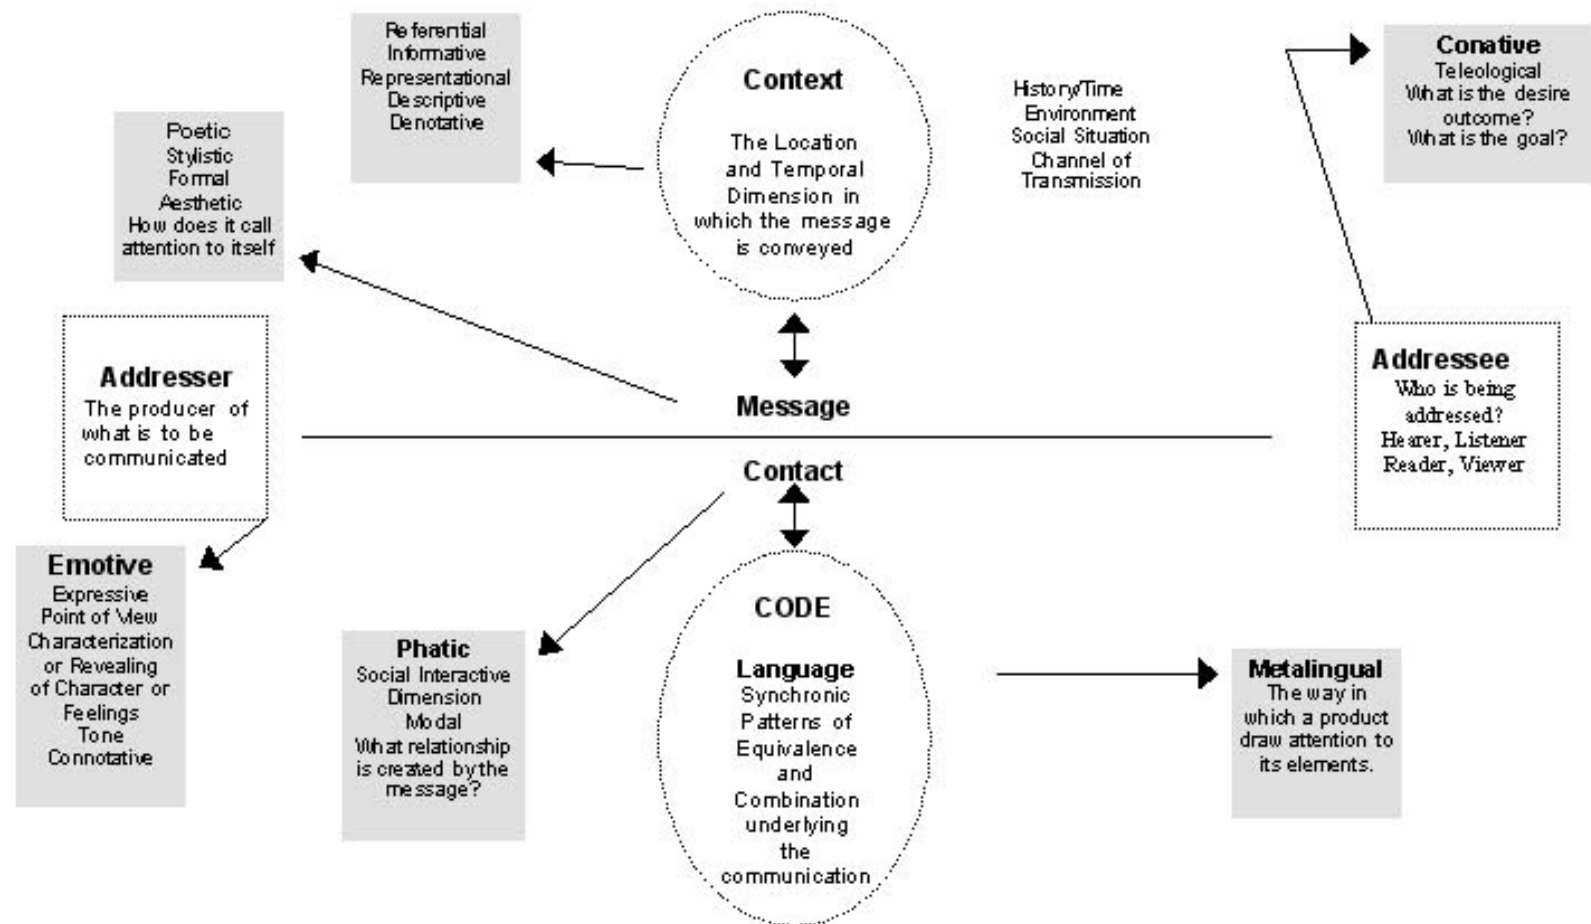 Referential
Informative
Representational
Descriptive
Denotative
Context
The Location
and Temporal
Dimension in
which the message
is conveyed
History/Time
Environment
Social Situation
Channel of
Transmission
Conative
Teleological
What is the desire
outcome?
What is the goal?
Poetic
Stylistic
Formal
Aesthetic
How does it call
attention to itself
Addresser
The producer of
what is to be
communicated
Message
Contact
Addressee
Who is being
addressed?
Hearer, Listener
Reader, Viewer
Emotive
Expressive
Point of View
Characterization
or Revealing
of Character or
Feelings
Tone
Connotative
Phatic
Social Interactive
Dimension
Modal
What relationship
is created by the
message?
CODE
Language
Synchronic
Patterns of
Equivalence
and
Combination
underlying
the
communication
Metalingual
The way in
which a product
draw attention to
its elements.